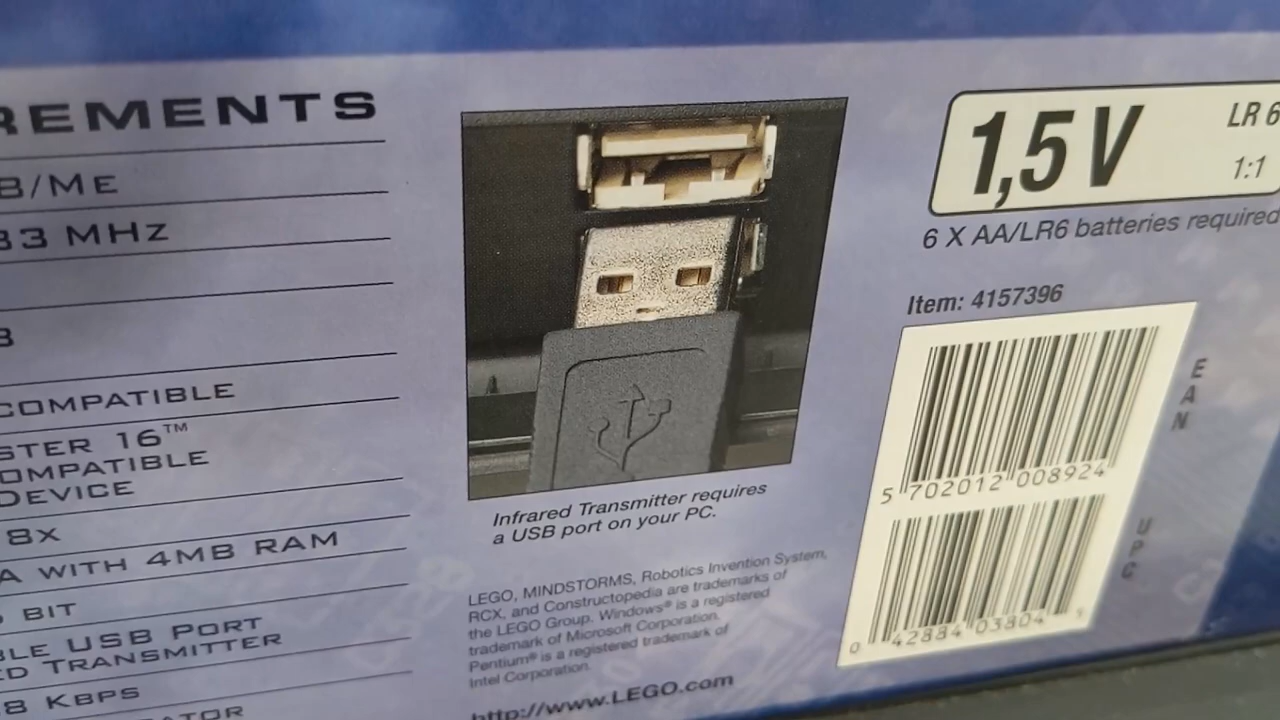 REMENTS
B/ME
33 MHz
B
COMPATIBLE
STER 16™
OMPATIBLE
DEVICE
8x
A WITH 4MB RAM
BIT
BLE USB PORT
ED TRANSMITTER
8 KBPS
ATOR
Infrared Transmitter requires
a USB port on your PC.
LEGO, MINDSTORMS, Robotics Invention System,
RCX, and Constructopedia are trademarks of
the LEGO Group. Windows® is a registered
trademark of Microsoft Corporation.
Pentium® is a registered trademark of
Intel Corporation.
http://www.LEGO.com
1,5 V
LR 6
1:1
6 X AA/LR6 batteries required
Item: 4157396
EAN
5 702012 008924
UPC
0 42884 03804 1